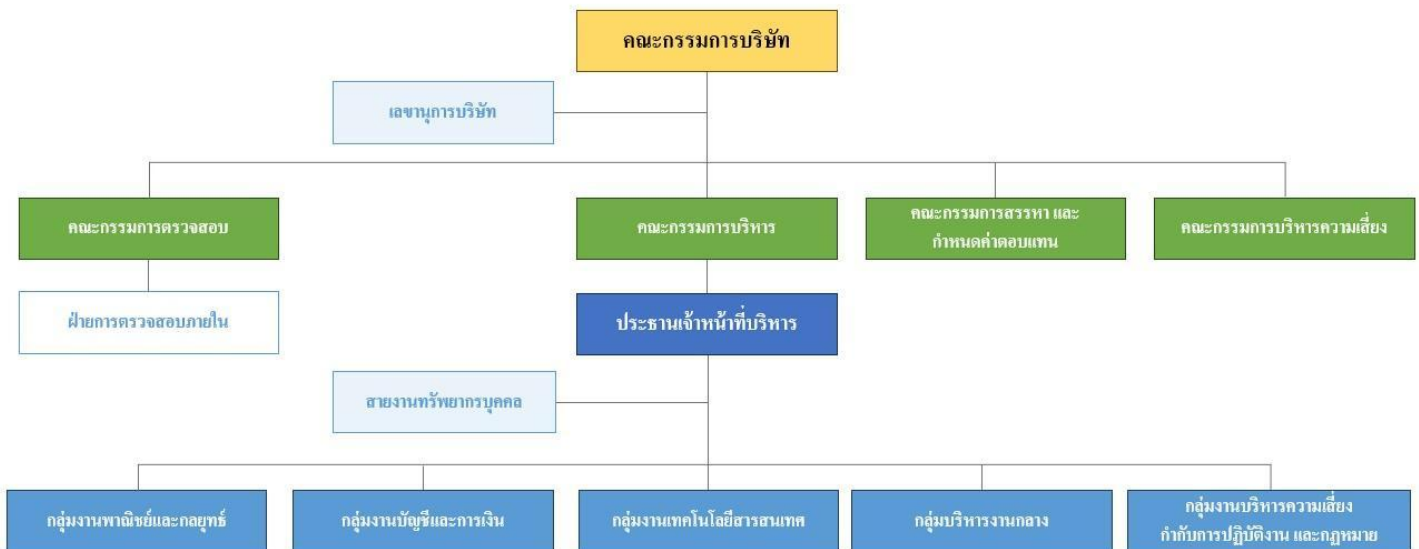 คณะกรรมการบริษัท
เลขานุการบริษัท
คณะกรรมการตรวจสอบ
คณะกรรมการบริหาร
คณะกรรมการสรรหา และ
กำหนดค่าตอบแทน
คณะกรรมการบริหารความเสี่ยง
ฝ่ายการตรวจสอบภายใน
ประธานเจ้าหน้าที่บริหาร
สายงานทรัพยากรบุคคล
กลุ่มงานพาณิชย์และกลยุทธ์
กลุ่มงานบัญชีและการเงิน
กลุ่มงานเทคโนโลยีสารสนเทศ
กลุ่มบริหารงานกลาง
กลุ่มงานบริหารความเสี่ยง
กำกับการปฏิบัติงาน และกฎหมาย